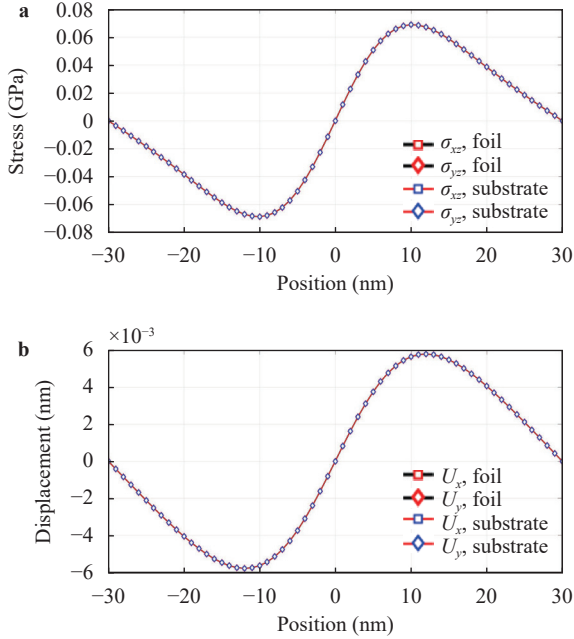 a
0.08
0.06
0.04
0.02
0
−0.02
−0.04
−0.06
−0.08
Stress (GPa)
σxz, foil
σyz, foil
σxz, substrate
σyz, substrate
−30 −20 −10 0 10 20 30
Position (nm)
b
×10−3
6
4
2
0
−2
−4
−6
Displacement (nm)
Ux, foil
Uy, foil
Ux, substrate
Uy, substrate
−30 −20 −10 0 10 20 30
Position (nm)